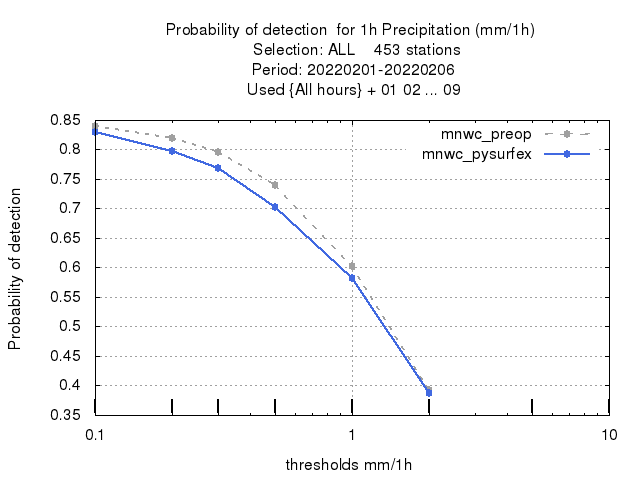 Probability of detection  for 1h Precipitation (mm/1h)
Selection: ALL    453 stations
Period: 20220201-20220206
Used {All hours} + 01 02 ... 09
mnwc_preop
mnwc_pysurfex
Probability of detection
0.85
0.8
0.75
0.7
0.65
0.6
0.55
0.5
0.45
0.4
0.35
0.1
1
10
thresholds mm/1h